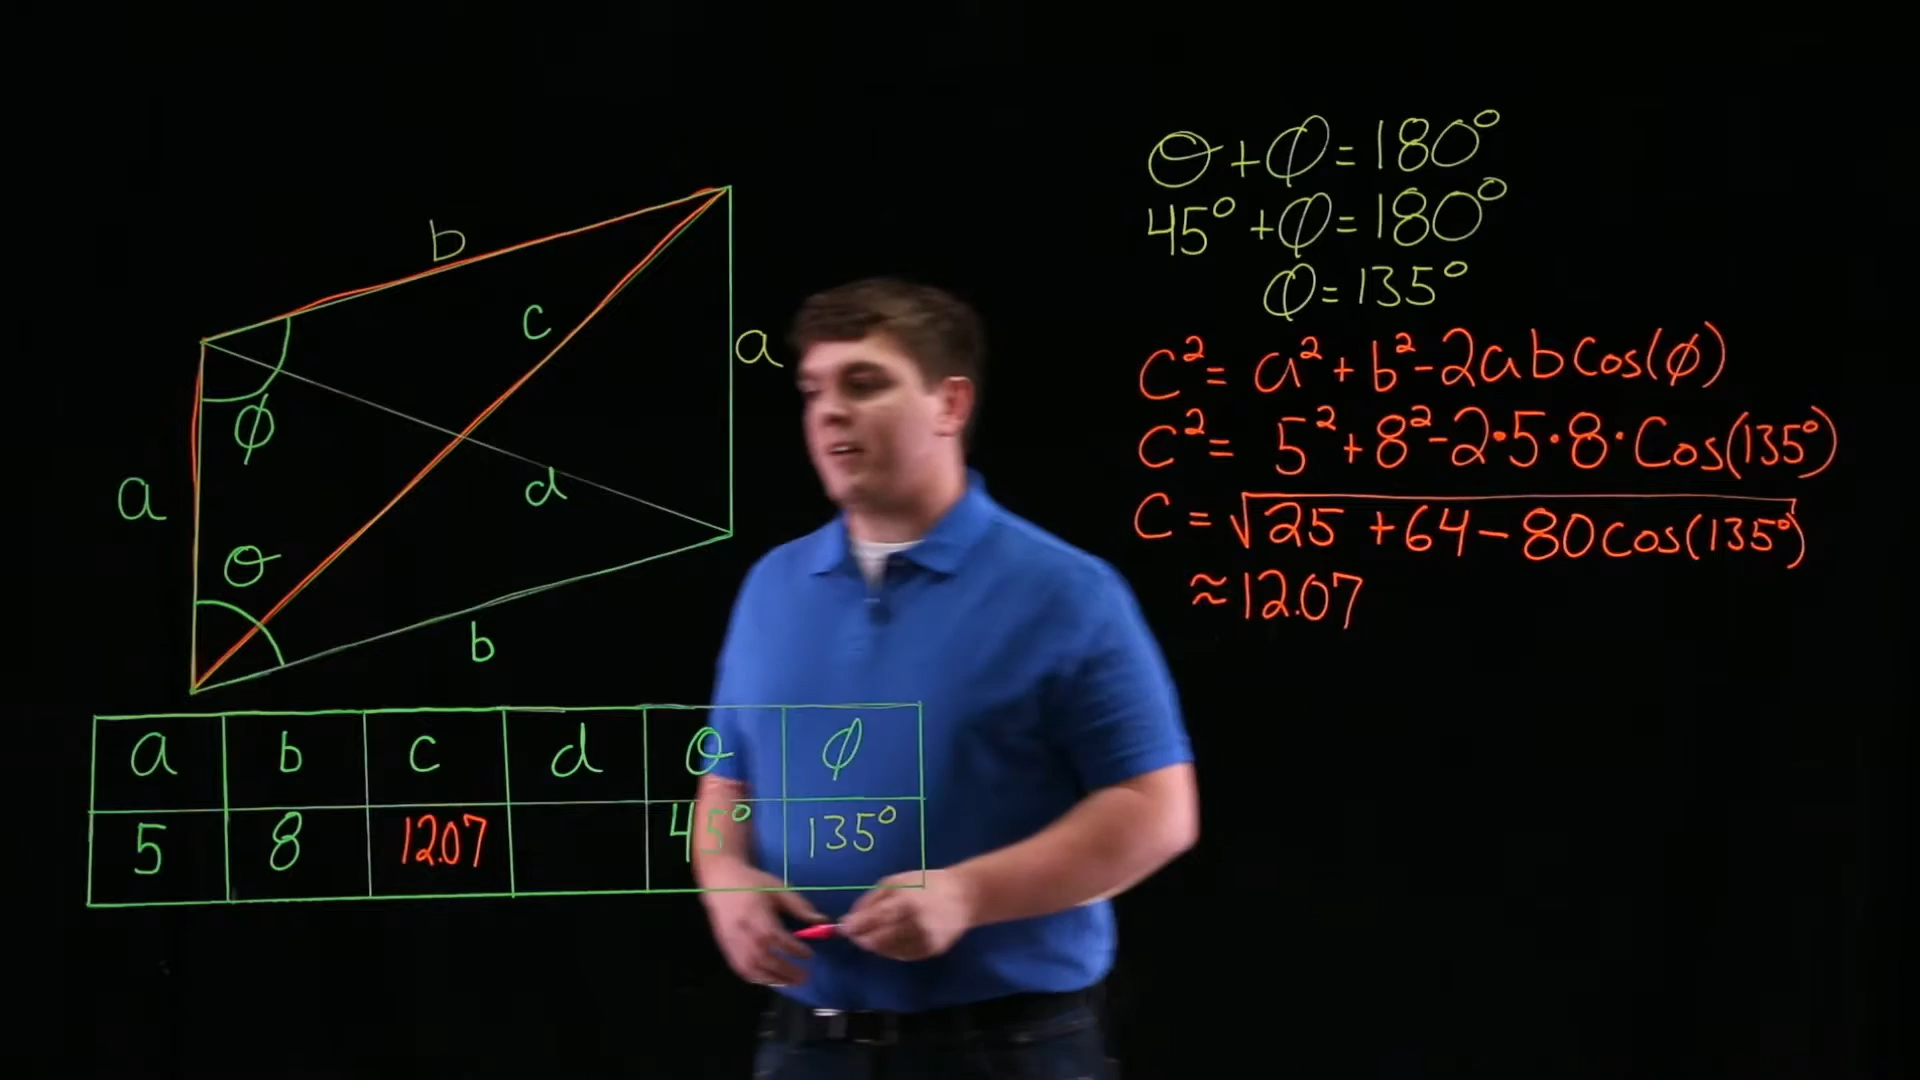 θ+φ=180°
45°+φ=180°
φ=135°
b
c
a
C²= a²+b²-2abcos(φ)
C²= 5²+8²-2·5·8·Cos(135°)
φ
a
d
C=√25+64-80cos(135°)
θ
≈12.07
b
a b c d θ φ
5 8 12.07 45° 135°